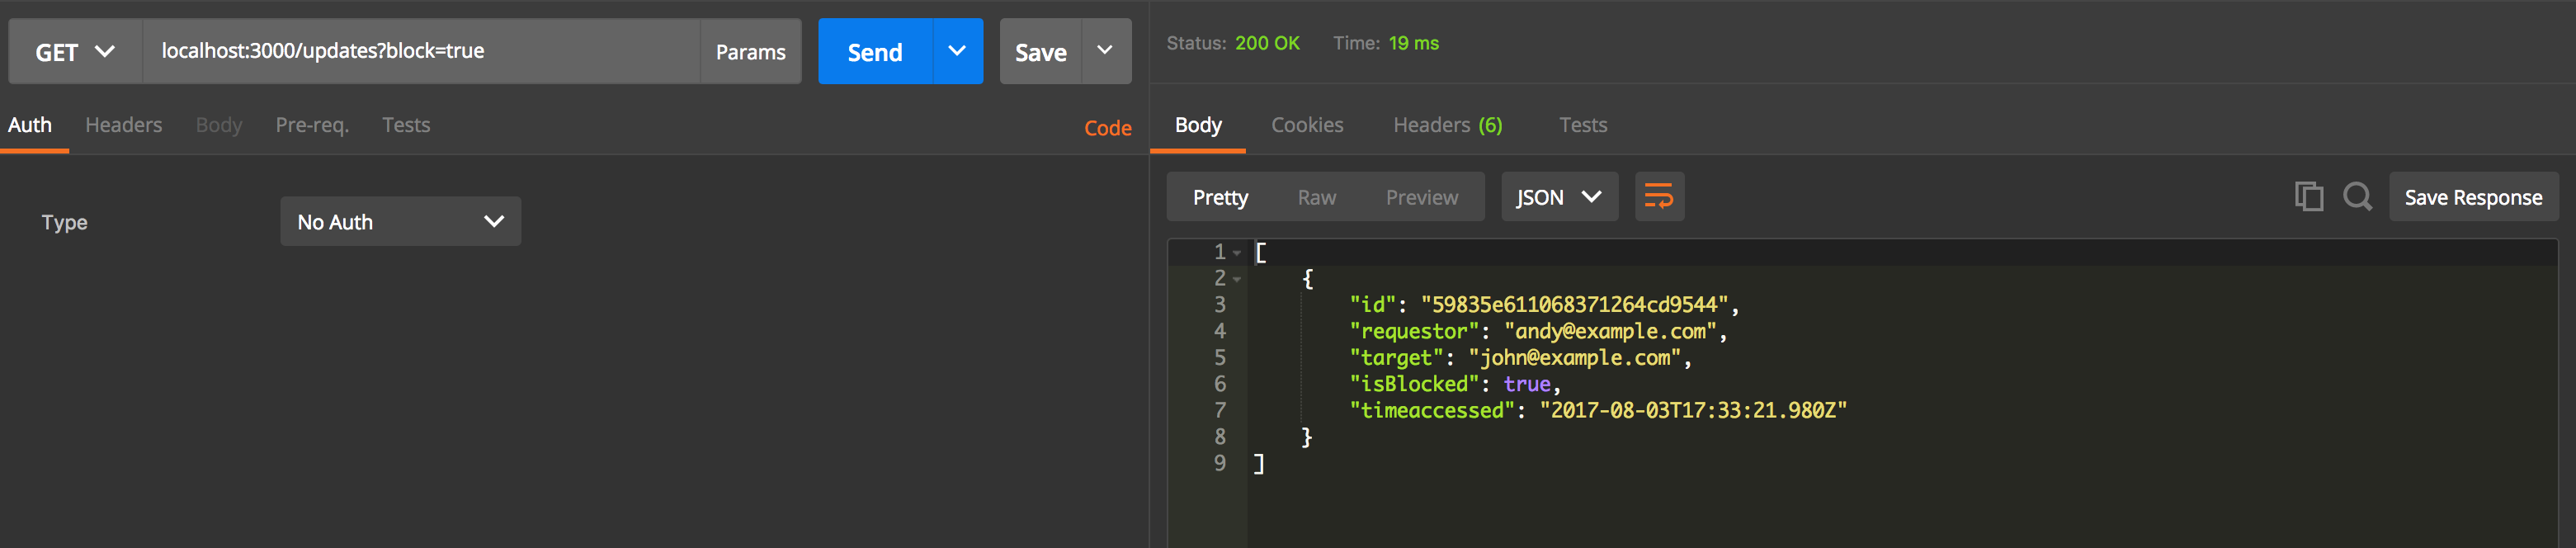 GET localhost:3000/updates?block=true Params Send Save
Auth Headers Body Pre-req. Tests Code
Type No Auth
Status: 200 OK Time: 19 ms
Body Cookies Headers (6) Tests
Pretty Raw Preview JSON Save Response
1 [
2 {
3 "id": "59835e611068371264cd9544",
4 "requestor": "andy@example.com",
5 "target": "john@example.com",
6 "isBlocked": true,
7 "timeaccessed": "2017-08-03T17:33:21.980Z"
8 }
9 ]